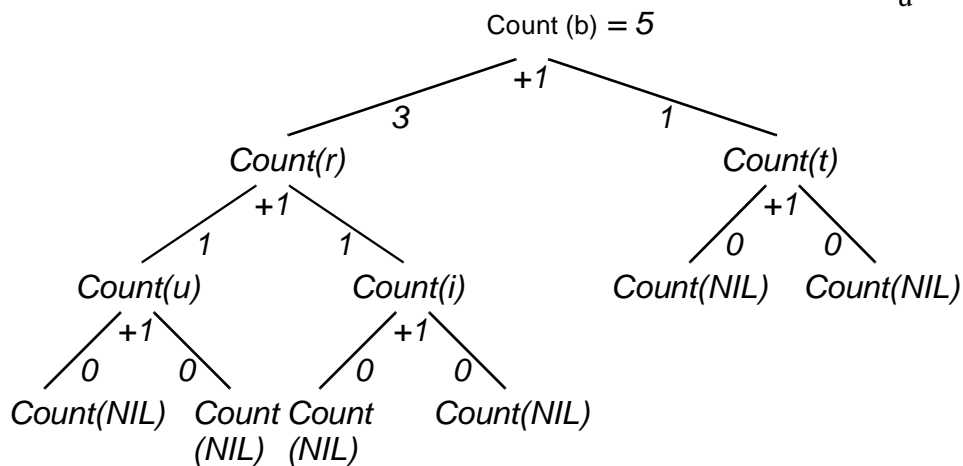 u
Count (b) = 5
+1
3 1
Count(r) Count(t)
+1 +1
1 1 0 0
Count(u) Count(i) Count(NIL) Count(NIL)
+1 +1
0 0 0 0
Count(NIL) Count Count Count(NIL)
(NIL) (NIL)